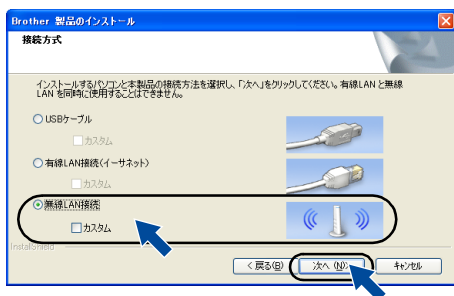 Brother 製品のインストール
接続方式
インストールするパソコンと本製品の接続方法を選択し、「次へ」をクリックしてください。有線LAN と無線
LAN を同時に使用することはできません。
USBケーブル
カスタム
有線LAN接続(イーサネット)
カスタム
無線LAN接続
カスタム
InstallShield
< 戻る(B)
次へ (N)
キャンセル